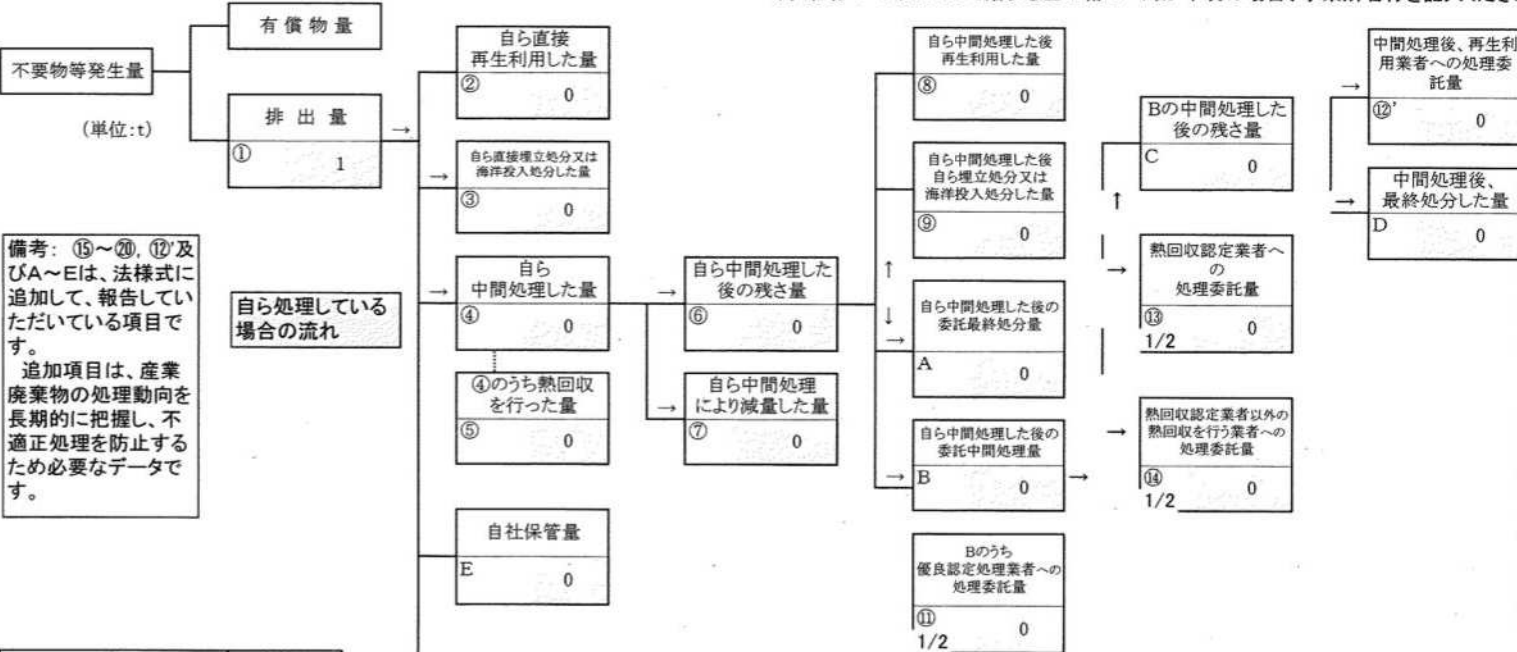 不要物等発生量
有償物量
(単位:t)
排出量
①
1
→
備考: ⑮~⑳, ⑫'及
びA~Eは、法様式に
追加して、報告してい
ただいている項目で
す。
追加項目は、産業
廃棄物の処理動向を
長期的に把握し、不
適正処理を防止する
ため必要なデータで
す。
自ら処理している
場合の流れ
自ら直接
再生利用した量
②
0
→
自ら直接埋立処分又は
海洋投入処分した量
③
0
→
自ら
中間処理した量
④
0
④のうち熱回収
を行った量
⑤
0
自社保管量
E
0
→
自ら中間処理した
後の残さ量
⑥
0
→
自ら中間処理
により減量した量
⑦
0
自ら中間処理した後
再生利用した量
⑧
0
自ら中間処理した後
自ら埋立処分又は
海洋投入処分した量
⑨
0
↑
↓
→
自ら中間処理した後の
委託最終処分量
A
0
→
自ら中間処理した後の
委託中間処理量
B
0
→
Bのうち
優良認定処理業者への
処理委託量
⑪
1/2
0
Bの中間処理した
後の残さ量
C
0
↑
→
熱回収認定業者へ
の
処理委託量
⑬
1/2
0
→
熱回収認定業者以外の
熱回収を行う業者への
処理委託量
⑭
1/2
0
→
中間処理後、再生利
用業者への処理委
託量
⑫'
0
→
中間処理後、
最終処分した量
D
0